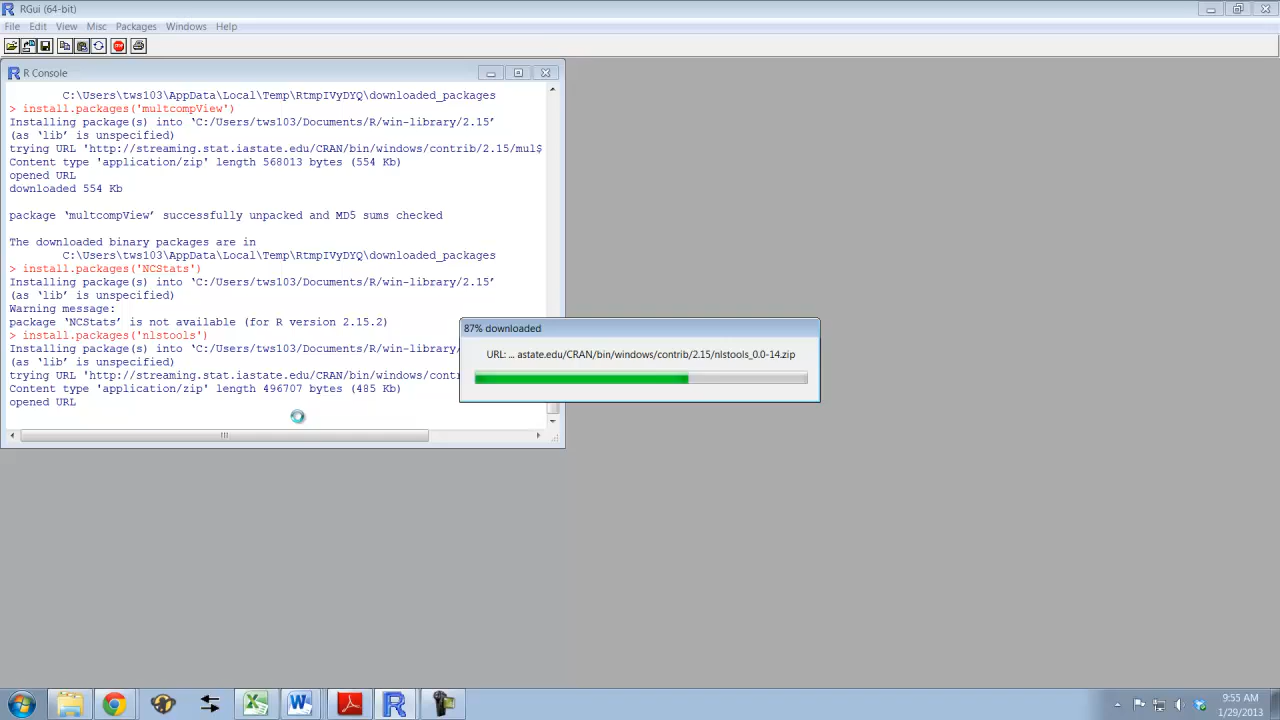 RGui (64-bit)
File Edit View Misc Packages Windows Help
STOP
R Console
C:\Users\tws103\AppData\Local\Temp\RtmpIVyDYQ\downloaded_packages
> install.packages('multcompView')
Installing package(s) into ‘C:/Users/tws103/Documents/R/win-library/2.15’
(as ‘lib’ is unspecified)
trying URL 'http://streaming.stat.iastate.edu/CRAN/bin/windows/contrib/2.15/mul$
Content type 'application/zip' length 568013 bytes (554 Kb)
opened URL
downloaded 554 Kb
package ‘multcompView’ successfully unpacked and MD5 sums checked
The downloaded binary packages are in
C:\Users\tws103\AppData\Local\Temp\RtmpIVyDYQ\downloaded_packages
> install.packages('NCStats')
Installing package(s) into ‘C:/Users/tws103/Documents/R/win-library/2.15’
(as ‘lib’ is unspecified)
Warning message:
package ‘NCStats’ is not available (for R version 2.15.2)
> install.packages('nlstools')
Installing package(s) into ‘C:/Users/tws103/Documents/R/win-library/
(as ‘lib’ is unspecified)
trying URL 'http://streaming.stat.iastate.edu/CRAN/bin/windows/cont
Content type 'application/zip' length 496707 bytes (485 Kb)
opened URL
87% downloaded
URL: ... astate.edu/CRAN/bin/windows/contrib/2.15/nlstools_0.0-14.zip
9:55 AM
1/29/2013